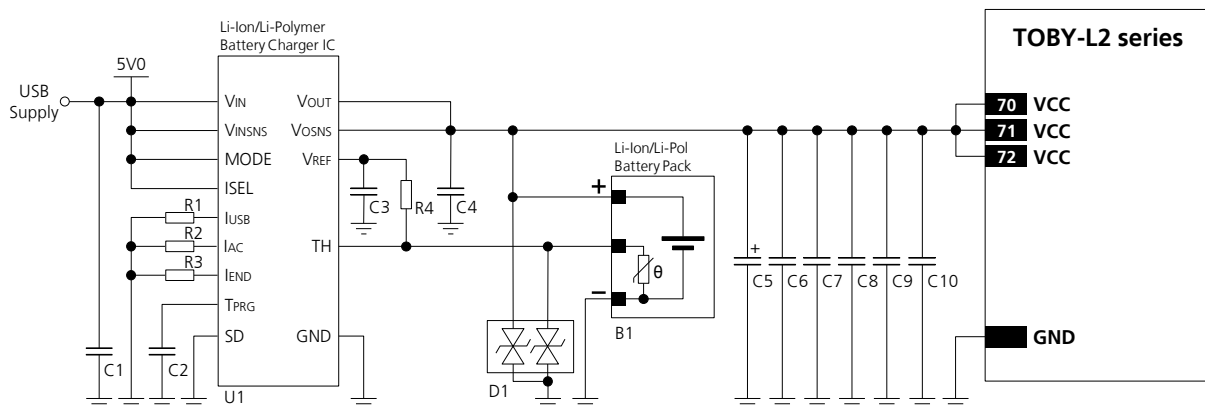 Li-Ion/Li-Polymer
Battery Charger IC
TOBY-L2 series
5V0
USB
Supply
VIN
VINSNS
MODE
ISEL
IUSB
IAC
IEND
TPRG
SD
VOUT
VOSNS
VREF
TH
GND
R1
R2
R3
C1
C2
U1
C3
R4
C4
Li-Ion/Li-Pol
Battery Pack
+
θ
–
B1
D1
+
C5
C6
C7
C8
C9
C10
70 VCC
71 VCC
72 VCC
GND